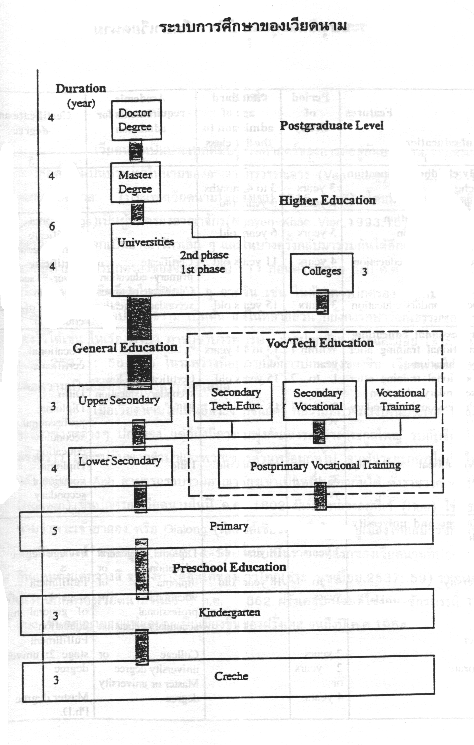 ระบบการศึกษาของเวียดนาม
Duration
(year)
4
Doctor
Degree
Postgraduate Level
4
Master
Degree
Higher Education
6
Universities
2nd phase
4
1st phase
Colleges
3
General Education
Voc/Tech Education
3
Upper Secondary
Secondary
Tech.Educ.
Secondary
Vocational
Vocational
Training
4
Lower Secondary
Postprimary Vocational Training
5
Primary
Preschool Education
3
Kindergarten
3
Creche